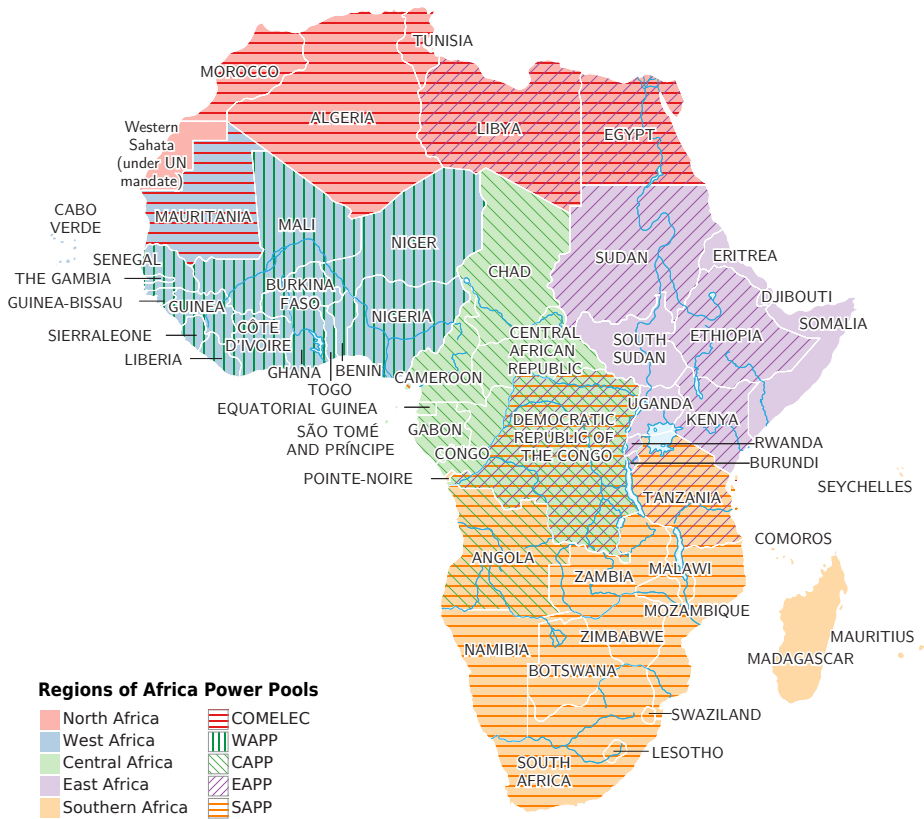 TUNISIA
MOROCCO
ALGERIA
LIBYA
EGYPT
Western
Sahata
(under UN
mandate)
CABO
VERDE
MAURITANIA
MALI
NIGER
CHAD
SUDAN
ERITREA
SENEGAL
THE GAMBIA
GUINEA-BISSAU
GUINEA
BURKINA
FASO
NIGERIA
DJIBOUTI
SOMALIA
ETHIOPIA
SIERRALEONE
LIBERIA
CÔTE
D'IVOIRE
GHANA
BENIN
TOGO
CAMEROON
CENTRAL
AFRICAN
REPUBLIC
SOUTH
SUDAN
EQUATORIAL GUINEA
UGANDA
KENYA
SÃO TOMÉ
AND PRÍNCIPE
GABON
CONGO
DEMOCRATIC
REPUBLIC OF
THE CONGO
RWANDA
BURUNDI
POINTE-NOIRE
TANZANIA
SEYCHELLES
COMOROS
ANGOLA
ZAMBIA
MALAWI
MOZAMBIQUE
ZIMBABWE
MAURITIUS
NAMIBIA
BOTSWANA
MADAGASCAR
SWAZILAND
LESOTHO
SOUTH
AFRICA
Regions of Africa Power Pools
North Africa COMELEC
West Africa WAPP
Central Africa CAPP
East Africa EAPP
Southern Africa SAPP